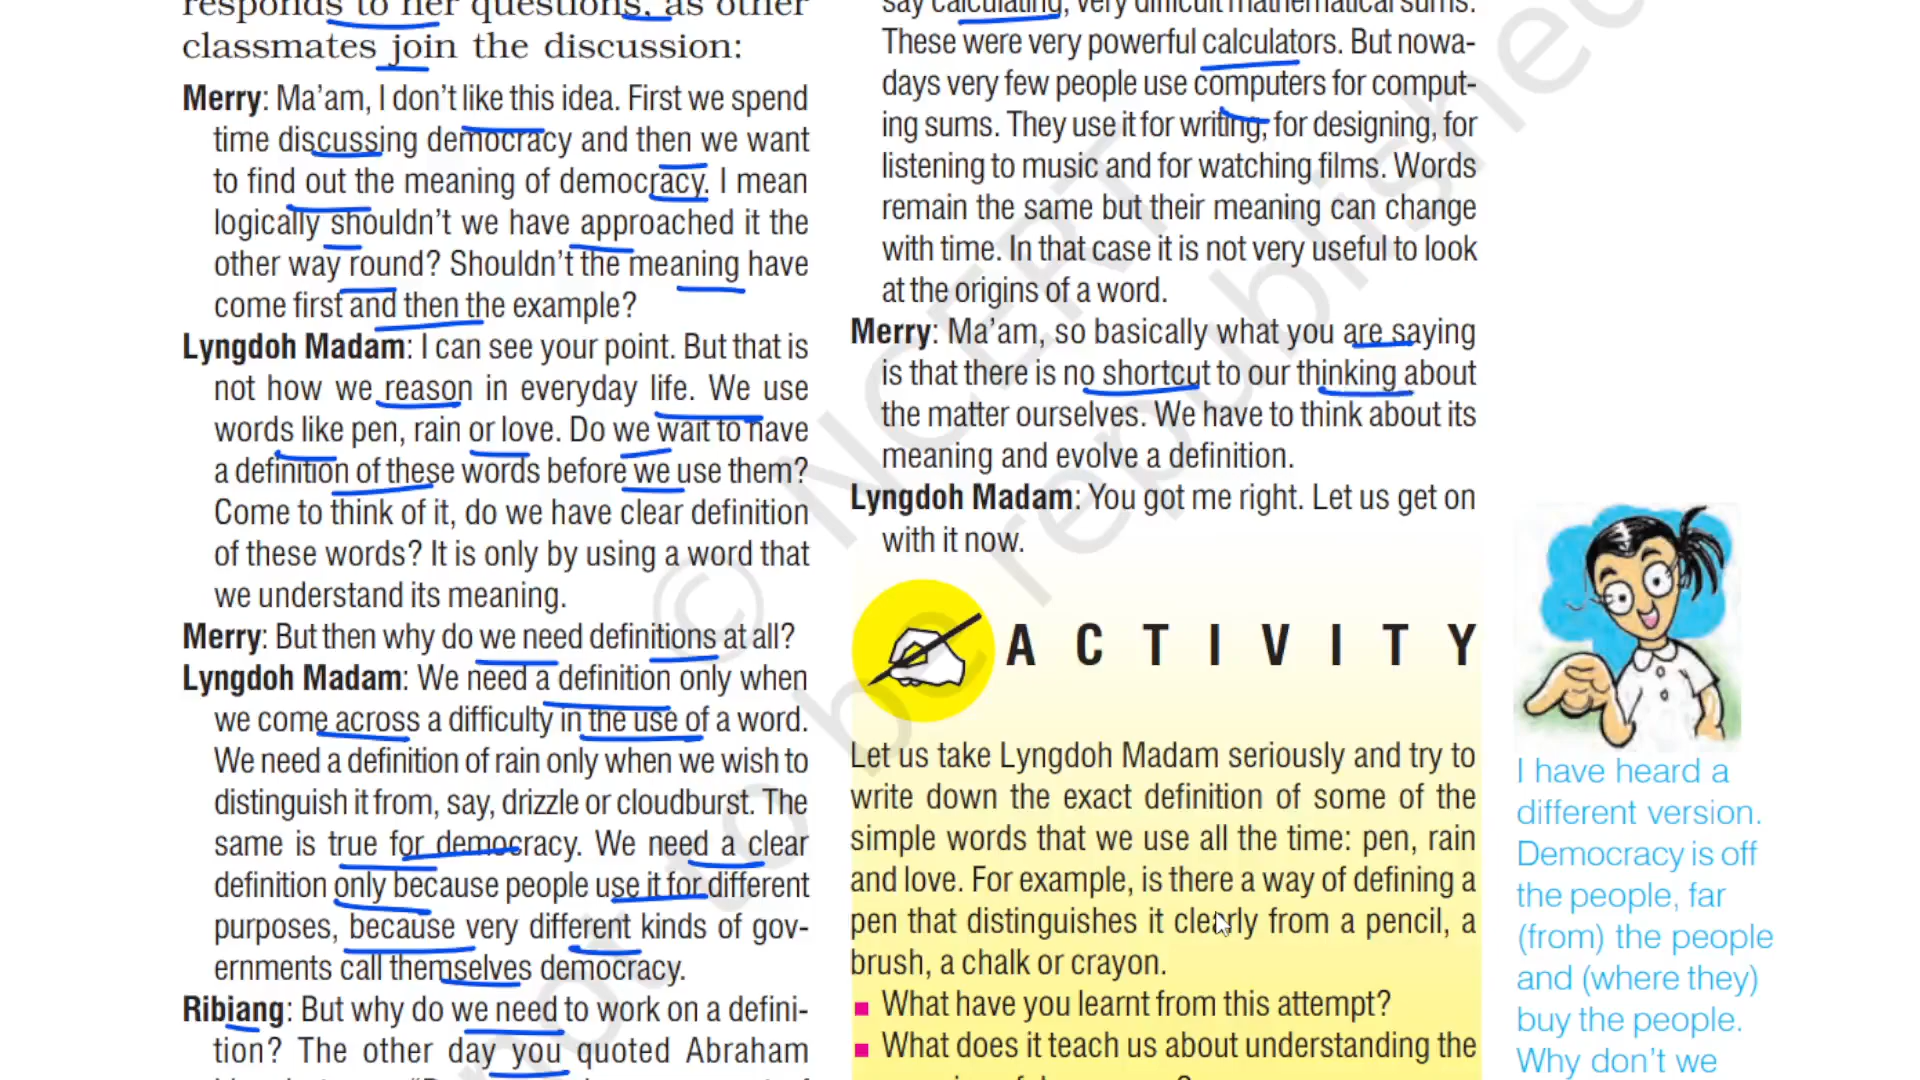 responds to her questions, as other
classmates join the discussion:
Merry: Ma’am, I don’t like this idea. First we spend
time discussing democracy and then we want
to find out the meaning of democracy. I mean
logically shouldn’t we have approached it the
other way round? Shouldn’t the meaning have
come first and then the example?
Lyngdoh Madam: I can see your point. But that is
not how we reason in everyday life. We use
words like pen, rain or love. Do we wait to have
a definition of these words before we use them?
Come to think of it, do we have clear definition
of these words? It is only by using a word that
we understand its meaning.
Merry: But then why do we need definitions at all?
Lyngdoh Madam: We need a definition only when
we come across a difficulty in the use of a word.
We need a definition of rain only when we wish to
distinguish it from, say, drizzle or cloudburst. The
same is true for democracy. We need a clear
definition only because people use it for different
purposes, because very different kinds of gov-
ernments call themselves democracy.
Ribiang: But why do we need to work on a defini-
tion? The other day you quoted Abraham
say calculating, very difficult mathematical sums.
These were very powerful calculators. But nowa-
days very few people use computers for comput-
ing sums. They use it for writing, for designing, for
listening to music and for watching films. Words
remain the same but their meaning can change
with time. In that case it is not very useful to look
at the origins of a word.
Merry: Ma’am, so basically what you are saying
is that there is no shortcut to our thinking about
the matter ourselves. We have to think about its
meaning and evolve a definition.
Lyngdoh Madam: You got me right. Let us get on
with it now.
ACTIVITY
Let us take Lyngdoh Madam seriously and try to
write down the exact definition of some of the
simple words that we use all the time: pen, rain
and love. For example, is there a way of defining a
pen that distinguishes it clearly from a pencil, a
brush, a chalk or crayon.
What have you learnt from this attempt?
What does it teach us about understanding the
I have heard a
different version.
Democracy is off
the people, far
(from) the people
and (where they)
buy the people.
Why don’t we
© NCERT
not to be republished